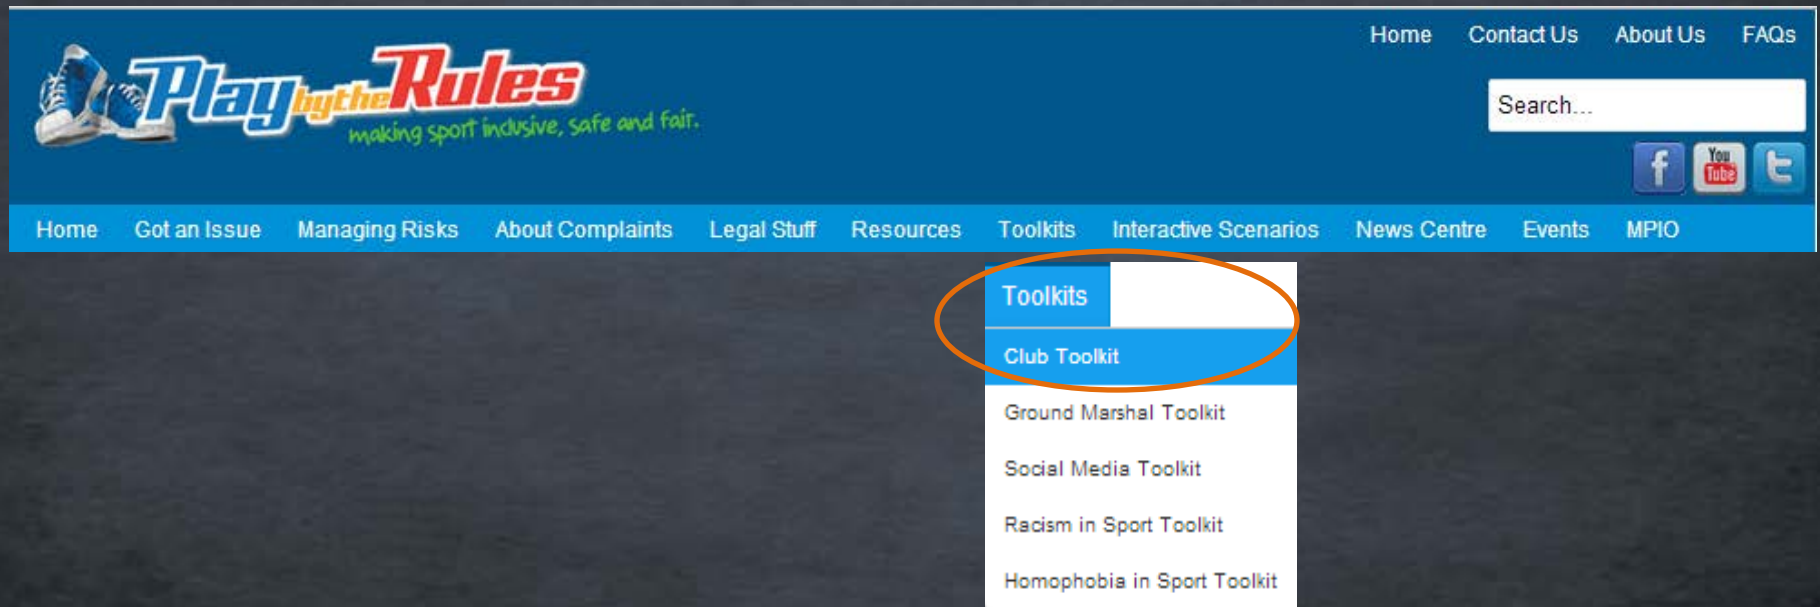 Home Contact Us About Us FAQs
Play by the Rules
making sport inclusive, safe and fair.
Search...
f You Tube t
Home Got an Issue Managing Risks About Complaints Legal Stuff Resources Toolkits Interactive Scenarios News Centre Events MPIO
Toolkits
Club Toolkit
Ground Marshal Toolkit
Social Media Toolkit
Racism in Sport Toolkit
Homophobia in Sport Toolkit